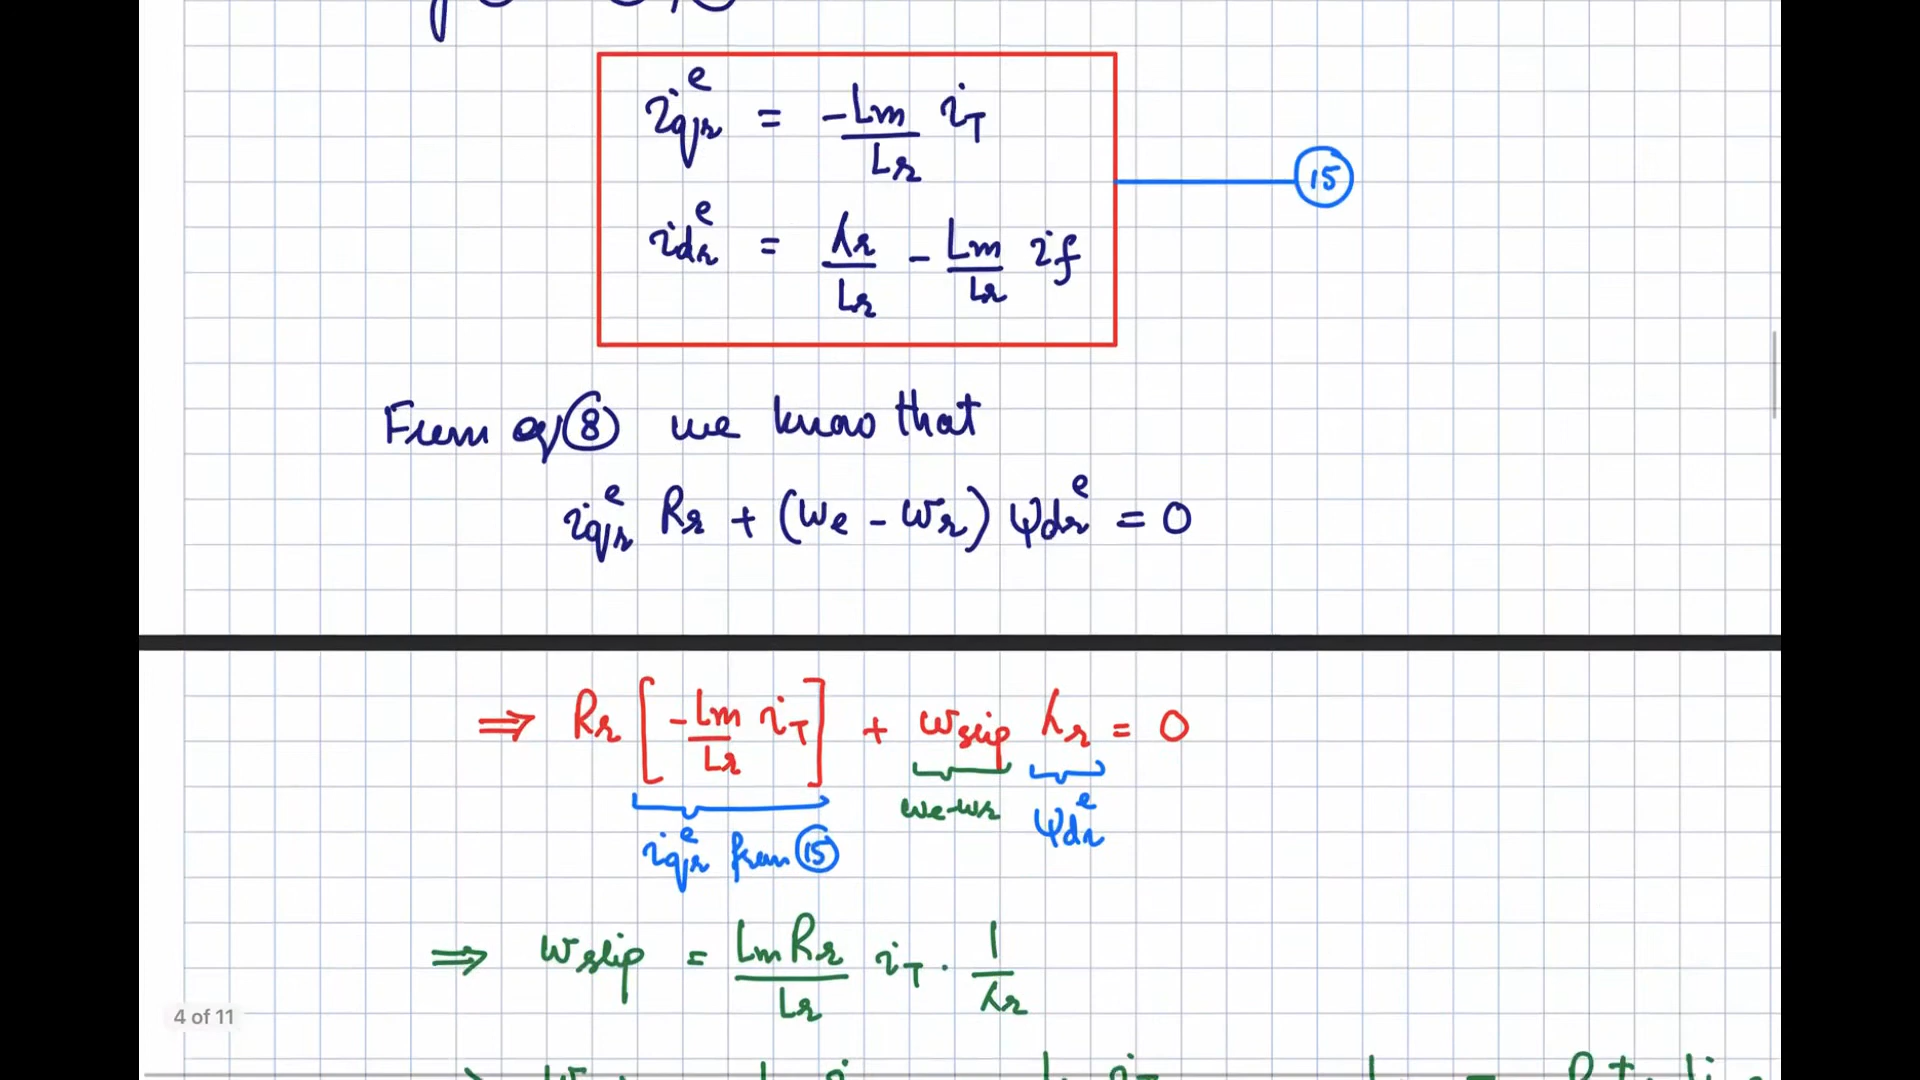 i_qr^e = -Lm/Lr i_T
15
i_dr^e = λr/Lr - Lm/Lr if
From eq 8 we know that
i_qr^e Rr + (ωe - ωr) ψdr^e = 0
⇒ Rr [-Lm/Lr i_T] + ωslip λr = 0
ωe-ωr ψdr^e
i_qr^e from 15
⇒ ωslip = LmRr/Lr i_T · 1/λr
4 of 11